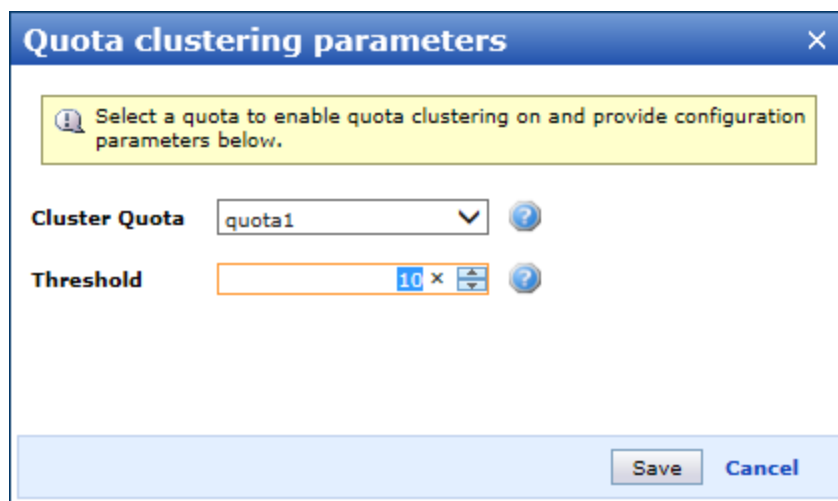 Quota clustering parameters
Select a quota to enable quota clustering on and provide configuration
parameters below.
Cluster Quota quota1
Threshold 10
Save Cancel